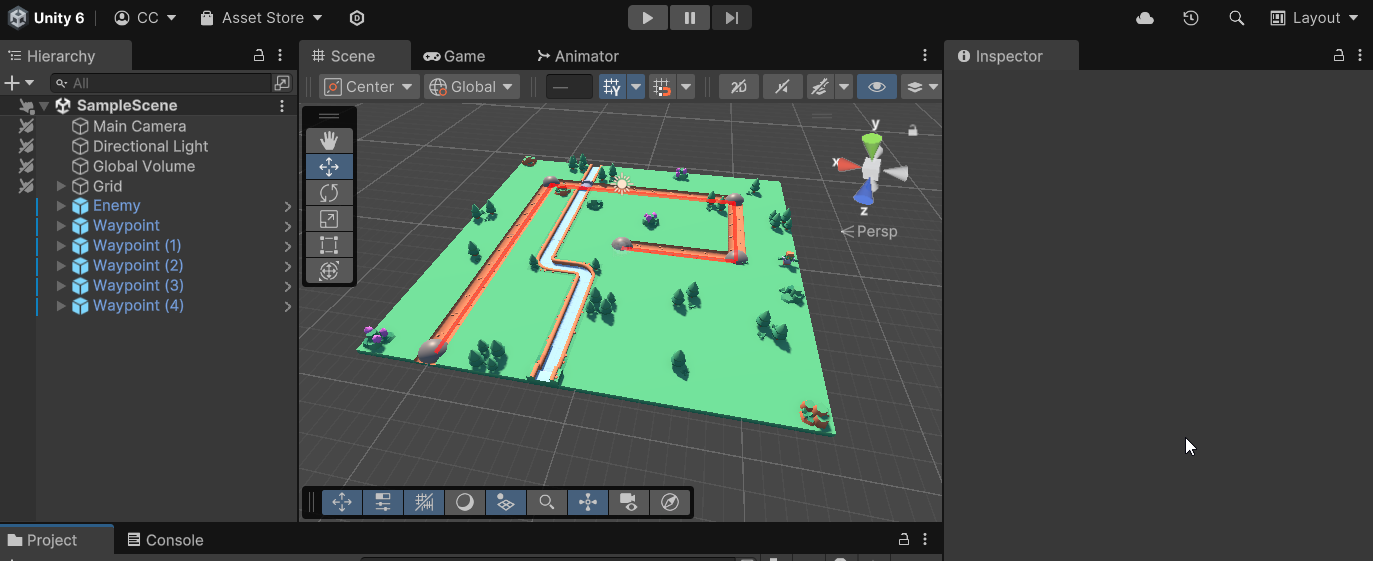 Unity 6 CC Asset Store Layout
Hierarchy
All
SampleScene
Main Camera
Directional Light
Global Volume
Grid
Enemy
Waypoint
Waypoint (1)
Waypoint (2)
Waypoint (3)
Waypoint (4)
Scene Game Animator
Center Global 2D
y
x
z
Persp
Inspector
Project Console